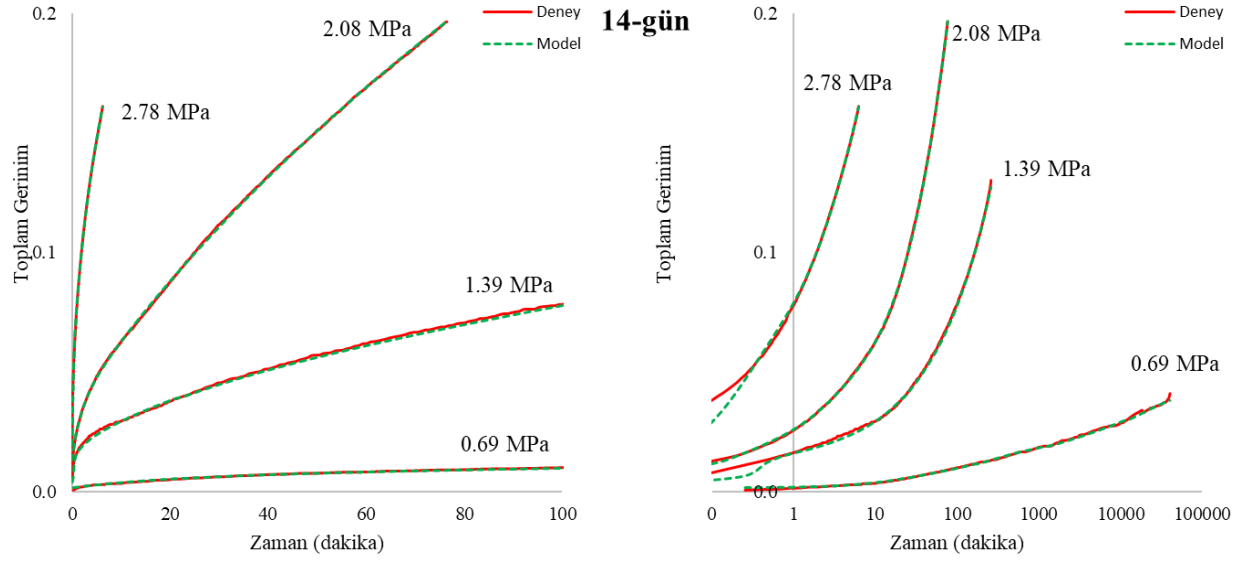 14-gün
Deney
Model
0.2
0.1
0.0
Toplam Gerinim
2.08 MPa
2.78 MPa
1.39 MPa
0.69 MPa
0 20 40 60 80 100
Zaman (dakika)
Deney
Model
0.2
0.1
0.0
Toplam Gerinim
2.08 MPa
2.78 MPa
1.39 MPa
0.69 MPa
0 1 10 100 1000 10000 100000
Zaman (dakika)